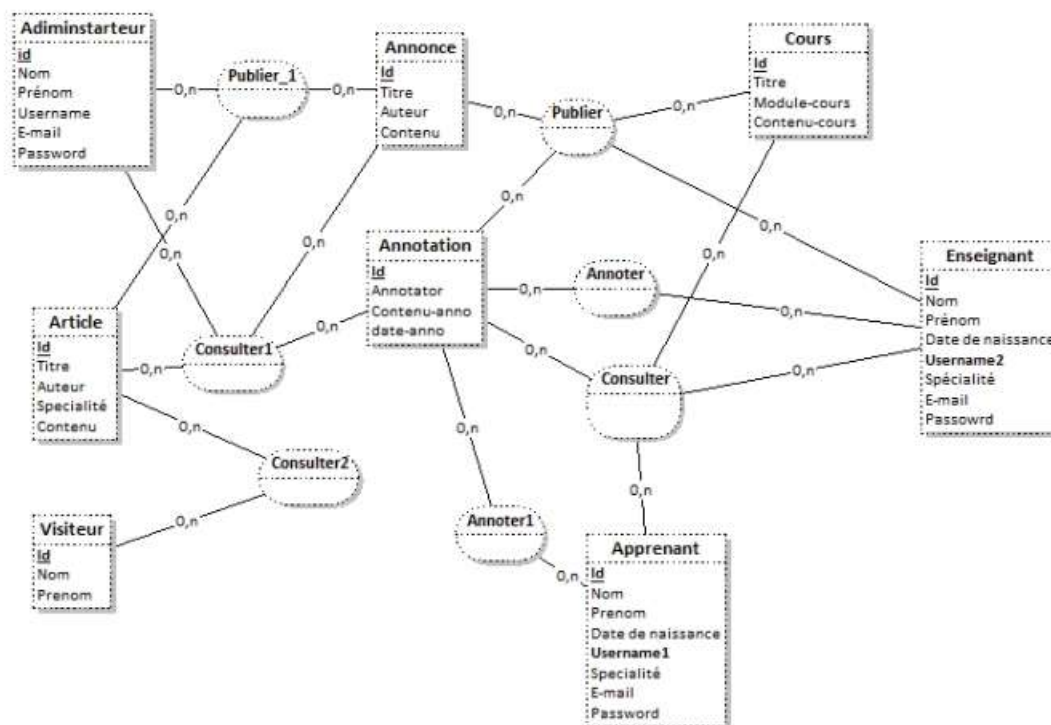 Adiminstarteur
id
Nom
Prénom
Username
E-mail
Password
0,n
Publier_1
0,n
Annonce
Id
Titre
Auteur
Contenu
0,n
Publier
0,n
Cours
Id
Titre
Module-cours
Contenu-cours
0,n
0,n
0,n
0,n
0,n
0,n
Annotation
Id
Annotator
Contenu-anno
date-anno
0,n
Annoter
0,n
Enseignant
Id
Nom
Prénom
Date de naissance
Username2
Spécialité
E-mail
Passowrd
Article
Id
Titre
Auteur
Specialité
Contenu
0,n
Consulter1
0,n
0,n
Consulter
0,n
0,n
Consulter2
0,n
0,n
0,n
Visiteur
Id
Nom
Prenom
Annoter1
0,n
Apprenant
Id
Nom
Prenom
Date de naissance
Username1
Specialité
E-mail
Password